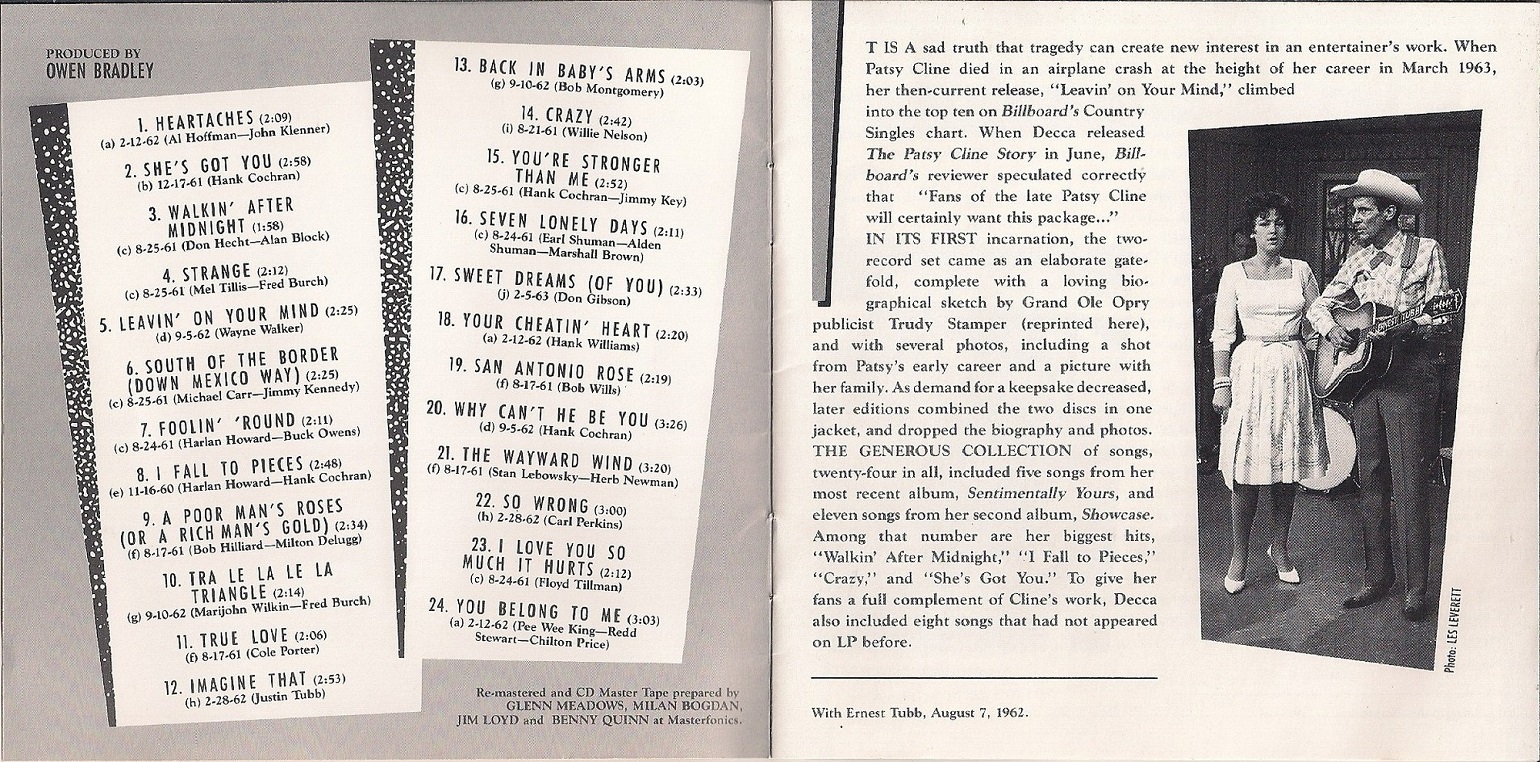 PRODUCED BY
OWEN BRADLEY
1. HEARTACHES (2:09)
(a) 2-12-62 (Al Hoffman—John Klenner)
2. SHE'S GOT YOU (2:58)
(b) 12-17-61 (Hank Cochran)
3. WALKIN' AFTER
MIDNIGHT (1:58)
(c) 8-25-61 (Don Hecht—Alan Block)
4. STRANGE (2:12)
(c) 8-25-61 (Mel Tillis—Fred Burch)
5. LEAVIN' ON YOUR MIND (2:25)
(d) 9-5-62 (Wayne Walker)
6. SOUTH OF THE BORDER
(DOWN MEXICO WAY) (2:25)
(c) 8-25-61 (Michael Carr—Jimmy Kennedy)
7. FOOLIN' 'ROUND (2:11)
(c) 8-24-61 (Harlan Howard—Buck Owens)
8. I FALL TO PIECES (2:48)
(e) 11-16-60 (Harlan Howard—Hank Cochran)
9. A POOR MAN'S ROSES
(OR A RICH MAN'S GOLD) (2:34)
(f) 8-17-61 (Bob Hilliard—Milton Delugg)
10. TRA LE LA LE LA
TRIANGLE (2:14)
(g) 9-10-62 (Marijohn Wilkin—Fred Burch)
11. TRUE LOVE (2:06)
(f) 8-17-61 (Cole Porter)
12. IMAGINE THAT (2:53)
(h) 2-28-62 (Justin Tubb)
13. BACK IN BABY'S ARMS (2:03)
(g) 9-10-62 (Bob Montgomery)
14. CRAZY (2:42)
(i) 8-21-61 (Willie Nelson)
15. YOU'RE STRONGER
THAN ME (2:52)
(c) 8-25-61 (Hank Cochran—Jimmy Key)
16. SEVEN LONELY DAYS (2:11)
(c) 8-24-61 (Earl Shuman—Alden
Shuman—Marshall Brown)
17. SWEET DREAMS (OF YOU) (2:33)
(j) 2-5-63 (Don Gibson)
18. YOUR CHEATIN' HEART (2:20)
(a) 2-12-62 (Hank Williams)
19. SAN ANTONIO ROSE (2:19)
(f) 8-17-61 (Bob Wills)
20. WHY CAN'T HE BE YOU (3:26)
(d) 9-5-62 (Hank Cochran)
21. THE WAYWARD WIND (3:20)
(f) 8-17-61 (Stan Lebowsky—Herb Newman)
22. SO WRONG (3:00)
(h) 2-28-62 (Carl Perkins)
23. I LOVE YOU SO
MUCH IT HURTS (2:12)
(c) 8-24-61 (Floyd Tillman)
24. YOU BELONG TO ME (3:03)
(a) 2-12-62 (Pee Wee King—Redd
Stewart—Chilton Price)
Re-mastered and CD Master Tape prepared by
GLENN MEADOWS, MILAN BOGDAN,
JIM LOYD and BENNY QUINN at Masterfonics.
T IS A sad truth that tragedy can create new interest in an entertainer's work. When
Patsy Cline died in an airplane crash at the height of her career in March 1963,
her then-current release, "Leavin' on Your Mind," climbed
into the top ten on Billboard's Country
Singles chart. When Decca released
The Patsy Cline Story in June, Bill-
board's reviewer speculated correctly
that "Fans of the late Patsy Cline
will certainly want this package..."
IN ITS FIRST incarnation, the two-
record set came as an elaborate gate-
fold, complete with a loving bio-
graphical sketch by Grand Ole Opry
publicist Trudy Stamper (reprinted here),
and with several photos, including a shot
from Patsy's early career and a picture with
her family. As demand for a keepsake decreased,
later editions combined the two discs in one
jacket, and dropped the biography and photos.
THE GENEROUS COLLECTION of songs,
twenty-four in all, included five songs from her
most recent album, Sentimentally Yours, and
eleven songs from her second album, Showcase.
Among that number are her biggest hits,
"Walkin' After Midnight," "I Fall to Pieces,"
"Crazy," and "She's Got You." To give her
fans a full complement of Cline's work, Decca
also included eight songs that had not appeared
on LP before.
ERNEST TUBB
Photo: LES LEVERETT
With Ernest Tubb, August 7, 1962.